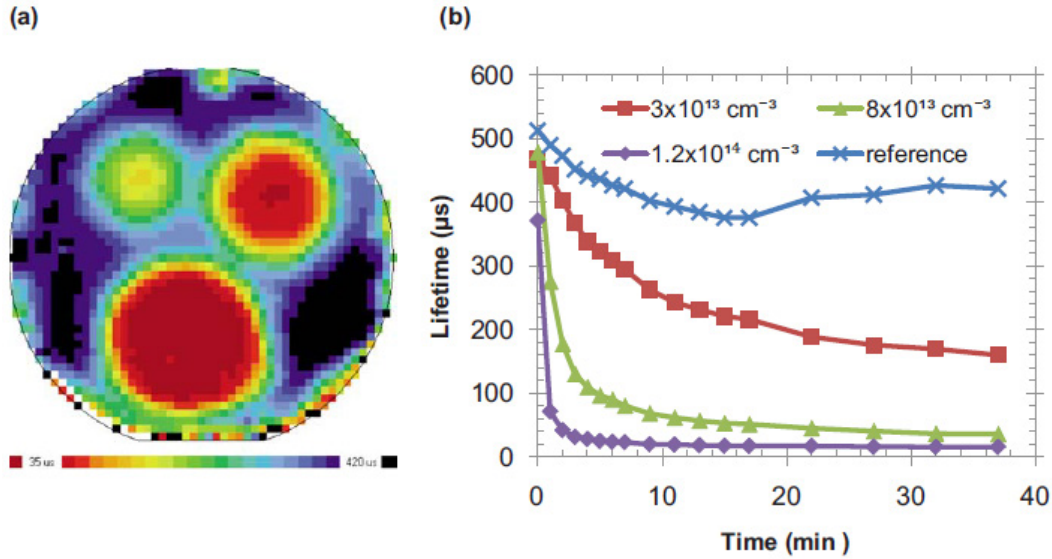 (a)
35 us 420 us
(b)
Lifetime (µs)
600
500
400
300
200
100
0
3x10¹³ cm⁻³ 8x10¹³ cm⁻³
1.2x10¹⁴ cm⁻³ reference
0 10 20 30 40
Time (min )